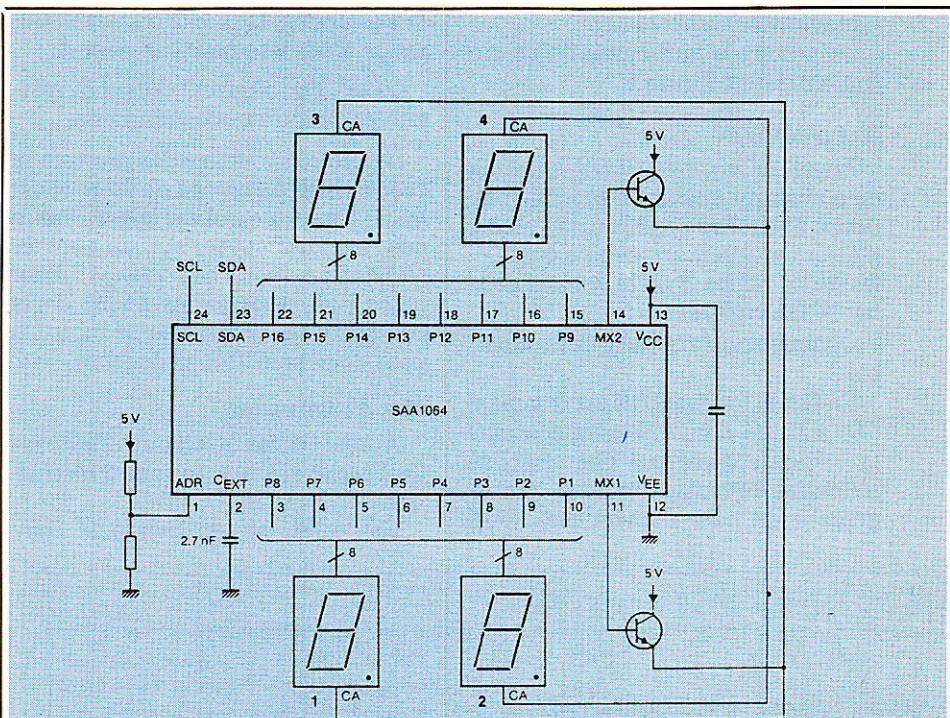 3 CA 4 CA
5 V
8 8
SCL SDA
5 V
24 23 22 21 20 19 18 17 16 15 14 13
SCL SDA P16 P15 P14 P13 P12 P11 P10 P9 MX2 VCC
SAA1064
5 V
ADR CEXT P8 P7 P6 P5 P4 P3 P2 P1 MX1 VEE
1 2 3 4 5 6 7 8 9 10 11 12
2.7 nF
8 8
5 V
1 CA 2 CA